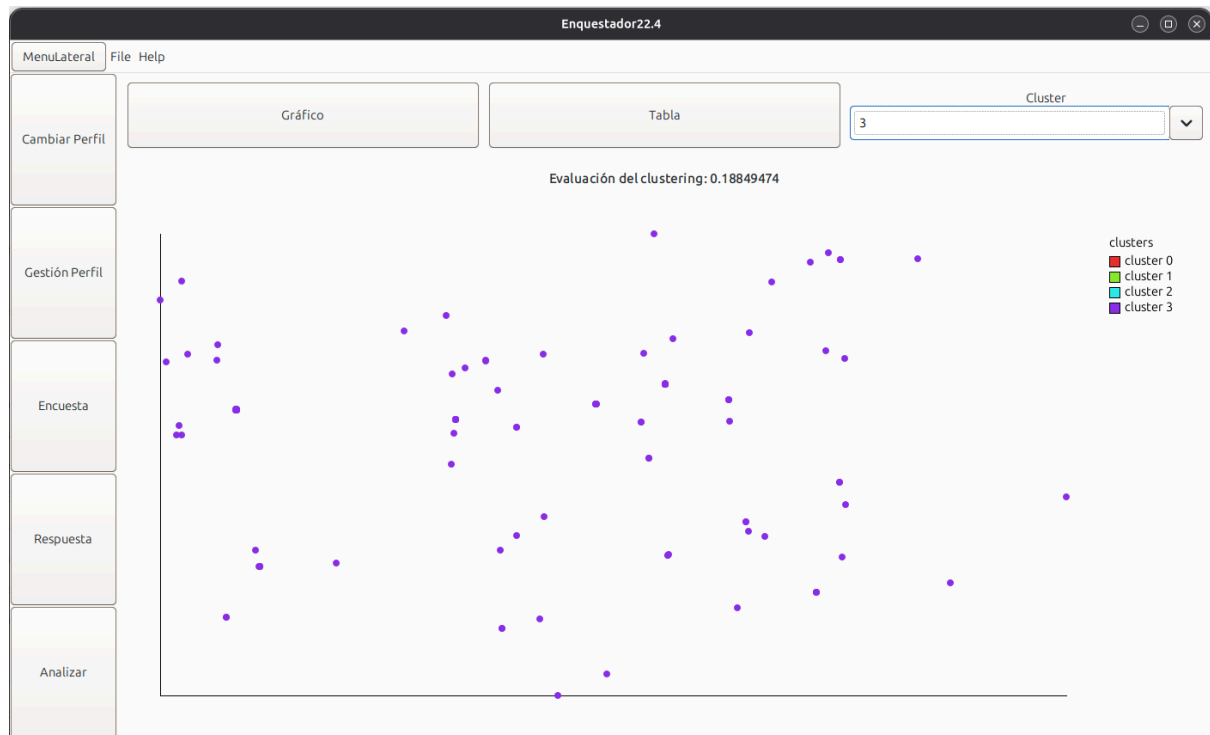 Enquestador22.4
MenuLateral File Help
Cambiar Perfil
Gestión Perfil
Encuesta
Respuesta
Analizar
Gráfico
Tabla
Cluster
3
Evaluación del clustering: 0.18849474
clusters
cluster 0
cluster 1
cluster 2
cluster 3